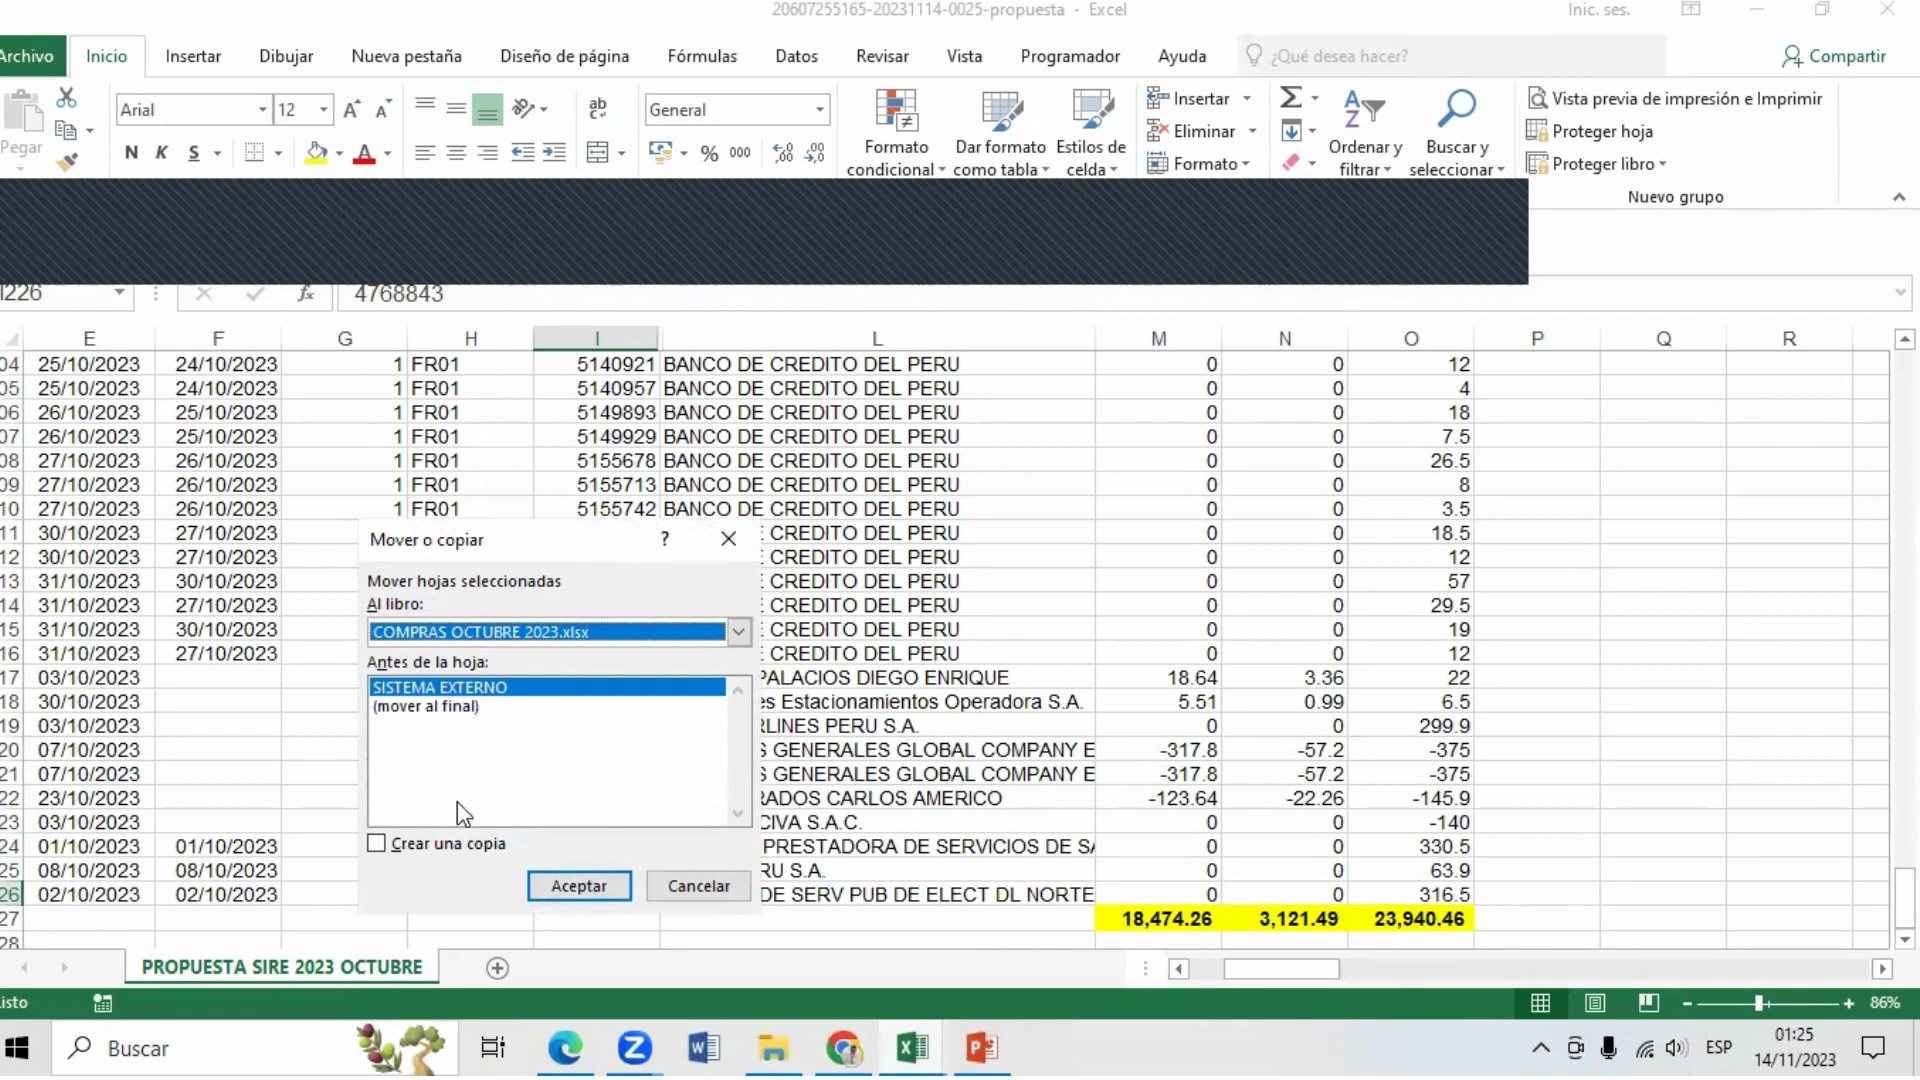 20607255165-20231114-0025-propuesta - Excel
Inic. ses.
Archivo Inicio Insertar Dibujar Nueva pestaña Diseño de página Fórmulas Datos Revisar Vista Programador Ayuda ¿Qué desea hacer? Compartir
Pegar
Arial 12
N K S
General
% 000
Formato condicional
Dar formato como tabla
Estilos de celda
Insertar
Eliminar
Formato
Ordenar y filtrar
Buscar y seleccionar
Vista previa de impresión e Imprimir
Proteger hoja
Proteger libro
Nuevo grupo
I226 fx 4768843
E F G H I L M N O P Q R
04 25/10/2023 24/10/2023 1 FR01 5140921 BANCO DE CREDITO DEL PERU 0 0 12
05 25/10/2023 24/10/2023 1 FR01 5140957 BANCO DE CREDITO DEL PERU 0 0 4
06 26/10/2023 25/10/2023 1 FR01 5149893 BANCO DE CREDITO DEL PERU 0 0 18
07 26/10/2023 25/10/2023 1 FR01 5149929 BANCO DE CREDITO DEL PERU 0 0 7.5
08 27/10/2023 26/10/2023 1 FR01 5155678 BANCO DE CREDITO DEL PERU 0 0 26.5
09 27/10/2023 26/10/2023 1 FR01 5155713 BANCO DE CREDITO DEL PERU 0 0 8
10 27/10/2023 26/10/2023 1 FR01 5155742 BANCO DE CREDITO DEL PERU 0 0 3.5
11 30/10/2023 27/10/2023 CREDITO DEL PERU 0 0 18.5
12 30/10/2023 27/10/2023 CREDITO DEL PERU 0 0 12
13 31/10/2023 30/10/2023 CREDITO DEL PERU 0 0 57
14 31/10/2023 27/10/2023 CREDITO DEL PERU 0 0 29.5
15 31/10/2023 30/10/2023 CREDITO DEL PERU 0 0 19
16 31/10/2023 27/10/2023 CREDITO DEL PERU 0 0 12
17 03/10/2023 PALACIOS DIEGO ENRIQUE 18.64 3.36 22
18 30/10/2023 es Estacionamientos Operadora S.A. 5.51 0.99 6.5
19 03/10/2023 RLINES PERU S.A. 0 0 299.9
20 07/10/2023 S GENERALES GLOBAL COMPANY E -317.8 -57.2 -375
21 07/10/2023 S GENERALES GLOBAL COMPANY E -317.8 -57.2 -375
22 23/10/2023 RADOS CARLOS AMERICO -123.64 -22.26 -145.9
23 03/10/2023 CIVA S.A.C. 0 0 -140
24 01/10/2023 01/10/2023 PRESTADORA DE SERVICIOS DE SA 0 0 330.5
25 08/10/2023 08/10/2023 RU S.A. 0 0 63.9
26 02/10/2023 02/10/2023 DE SERV PUB DE ELECT DL NORTE 0 0 316.5
27 18,474.26 3,121.49 23,940.46
28
Mover o copiar ?
Mover hojas seleccionadas
Al libro:
COMPRAS OCTUBRE 2023.xlsx
Antes de la hoja:
SISTEMA EXTERNO
(mover al final)
Crear una copia
Aceptar Cancelar
PROPUESTA SIRE 2023 OCTUBRE
Listo 86%
Buscar
ESP
01:25
14/11/2023